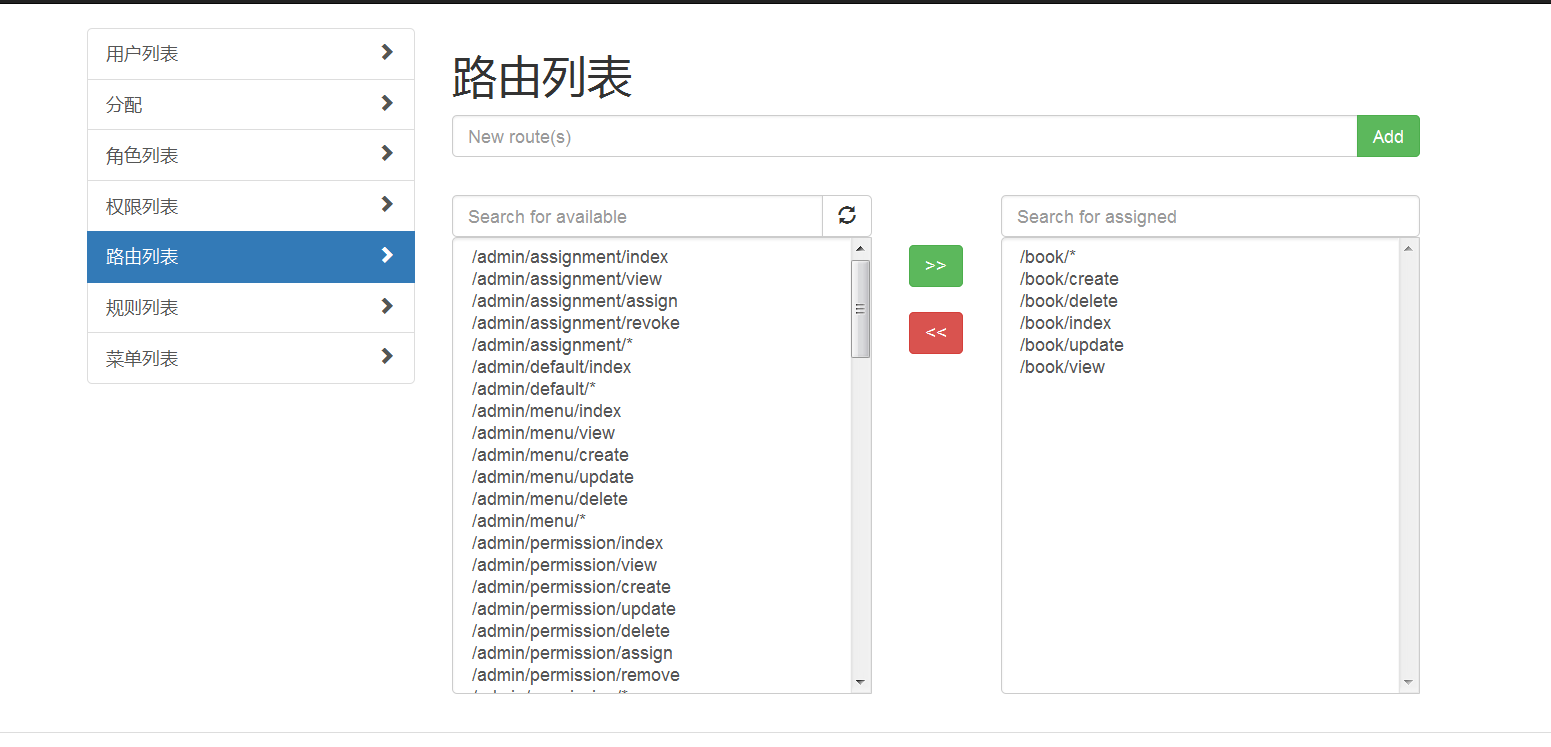 用户列表
分配
角色列表
权限列表
路由列表
规则列表
菜单列表
路由列表
New route(s)
Add
Search for available
/admin/assignment/index
/admin/assignment/view
/admin/assignment/assign
/admin/assignment/revoke
/admin/assignment/*
/admin/default/index
/admin/default/*
/admin/menu/index
/admin/menu/view
/admin/menu/create
/admin/menu/update
/admin/menu/delete
/admin/menu/*
/admin/permission/index
/admin/permission/view
/admin/permission/create
/admin/permission/update
/admin/permission/delete
/admin/permission/assign
/admin/permission/remove
>>
<<
Search for assigned
/book/*
/book/create
/book/delete
/book/index
/book/update
/book/view